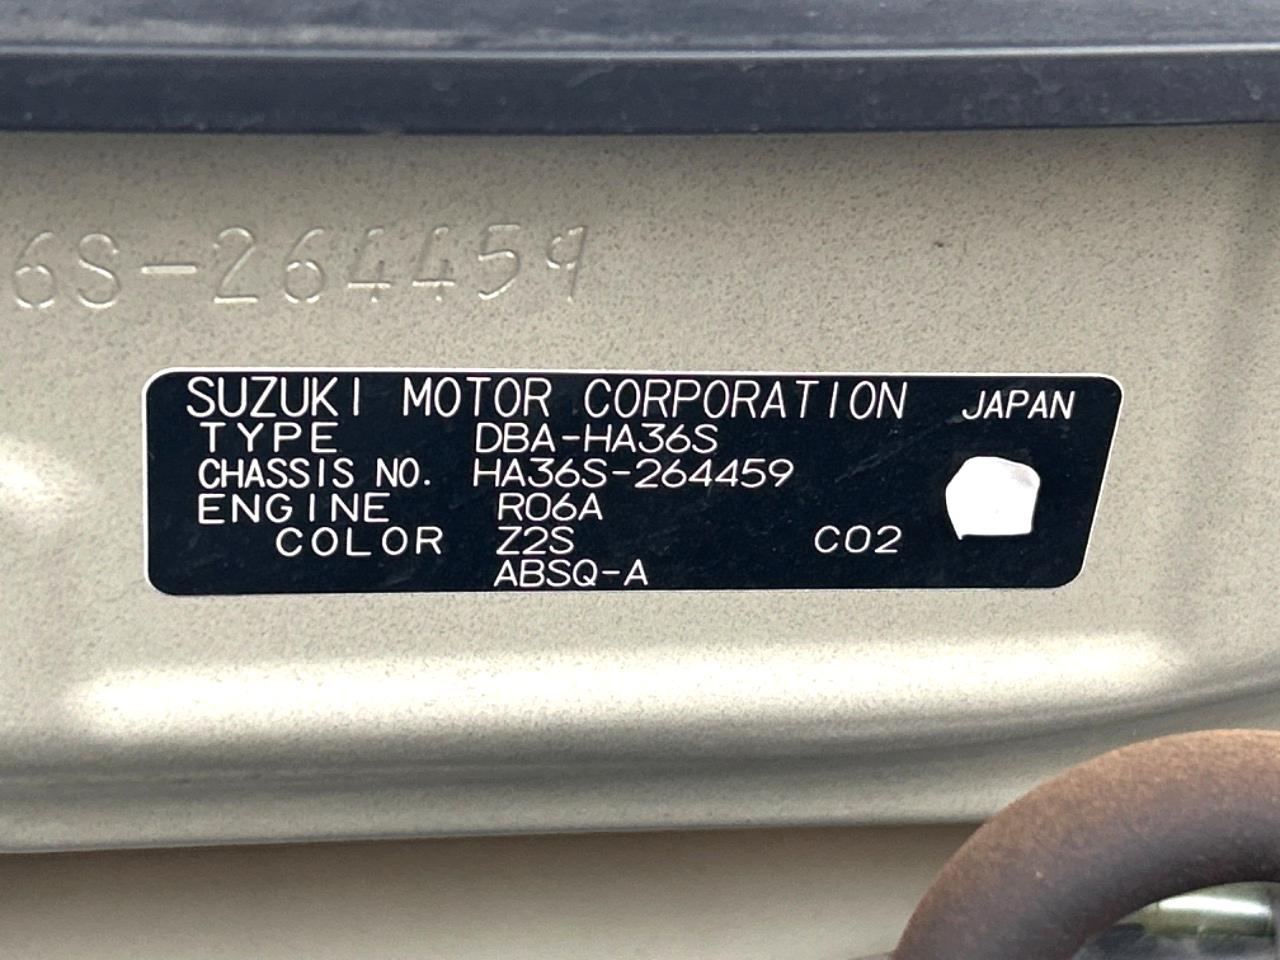 6S-264459
SUZUKI MOTOR CORPORATION JAPAN
TYPE DBA-HA36S
CHASSIS NO. HA36S-264459
ENGINE R06A
COLOR Z2S C02
ABSQ-A